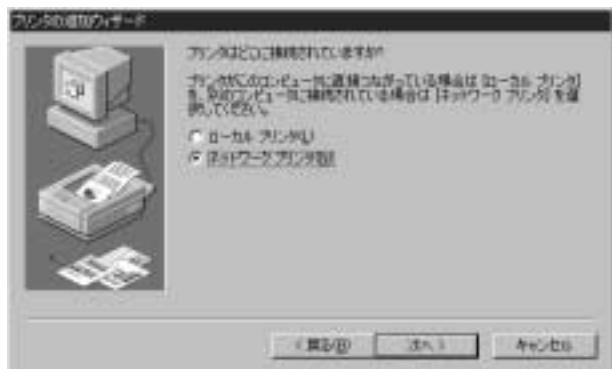 プリンタの追加ウィザード
プリンタはどこに接続されていますか?
プリンタがこのコンピュータに直接つながっている場合は [ローカル プリンタ]
を、別のコンピュータに接続されている場合は [ネットワーク プリンタ] を選
択してください。
ローカル プリンタ(L)
ネットワーク プリンタ(N)
< 戻る(B)
次へ >
キャンセル